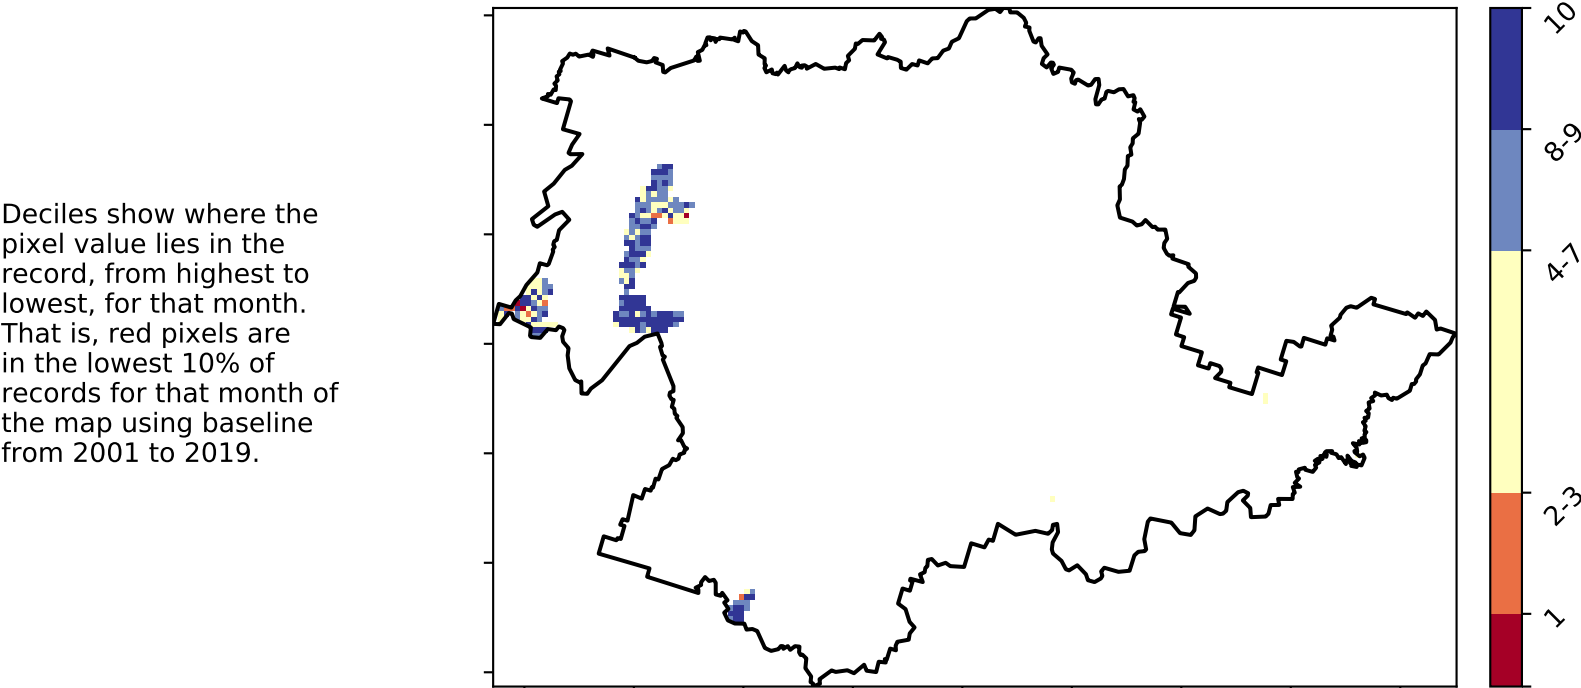 Deciles show where the
pixel value lies in the
record, from highest to
lowest, for that month.
That is, red pixels are
in the lowest 10% of
records for that month of
the map using baseline
from 2001 to 2019.
10
8-9
4-7
2-3
1